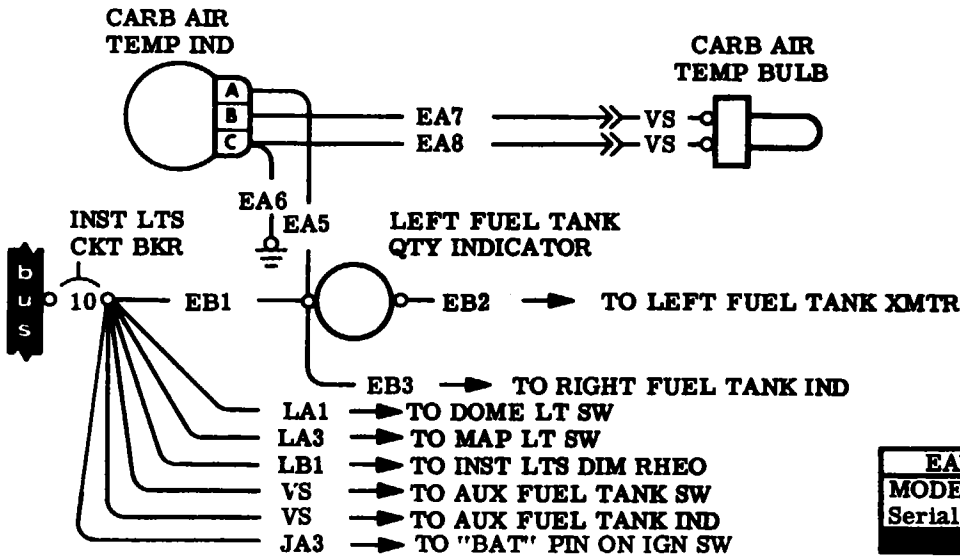 CARB AIR
TEMP IND
CARB AIR
TEMP BULB
A
B
C
EA7
VS
EA8
VS
EA6
EA5
INST LTS
CKT BKR
LEFT FUEL TANK
QTY INDICATOR
bus
10
EB1
EB2
TO LEFT FUEL TANK XMTR
EB3
TO RIGHT FUEL TANK IND
LA1
TO DOME LT SW
LA3
TO MAP LT SW
LB1
TO INST LTS DIM RHEO
VS
TO AUX FUEL TANK SW
VS
TO AUX FUEL TANK IND
JA3
TO "BAT" PIN ON IGN SW
EA
MODE
Serial